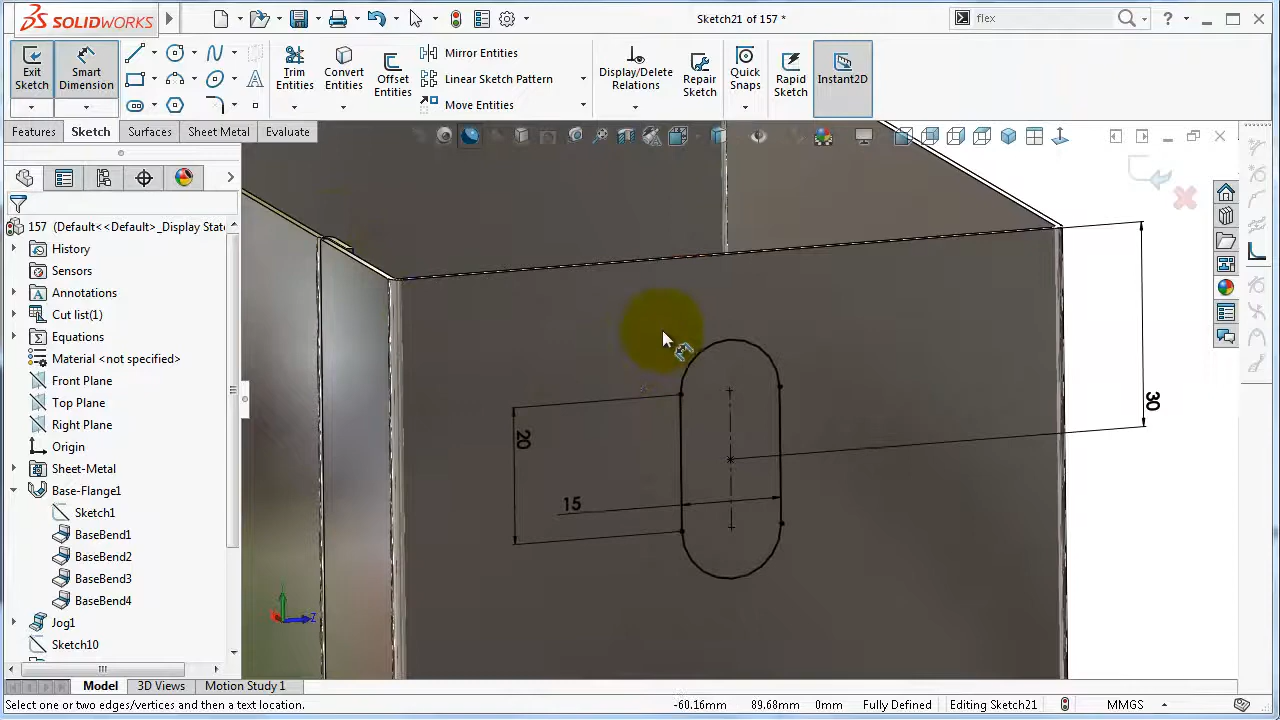 SOLIDWORKS
Sketch21 of 157 *
flex
Exit Sketch
Smart Dimension
Trim Entities
Convert Entities
Offset Entities
Mirror Entities
Linear Sketch Pattern
Move Entities
Display/Delete Relations
Repair Sketch
Quick Snaps
Rapid Sketch
Instant2D
Features
Sketch
Surfaces
Sheet Metal
Evaluate
157 (Default<<Default>_Display Stat
History
Sensors
Annotations
Cut list(1)
Equations
Material <not specified>
Front Plane
Top Plane
Right Plane
Origin
Sheet-Metal
Base-Flange1
Sketch1
BaseBend1
BaseBend2
BaseBend3
BaseBend4
Jog1
Sketch10
20
15
30
Z
Model
3D Views
Motion Study 1
Select one or two edges/vertices and then a text location.
-60.16mm
89.68mm
0mm
Fully Defined
Editing Sketch21
MMGS